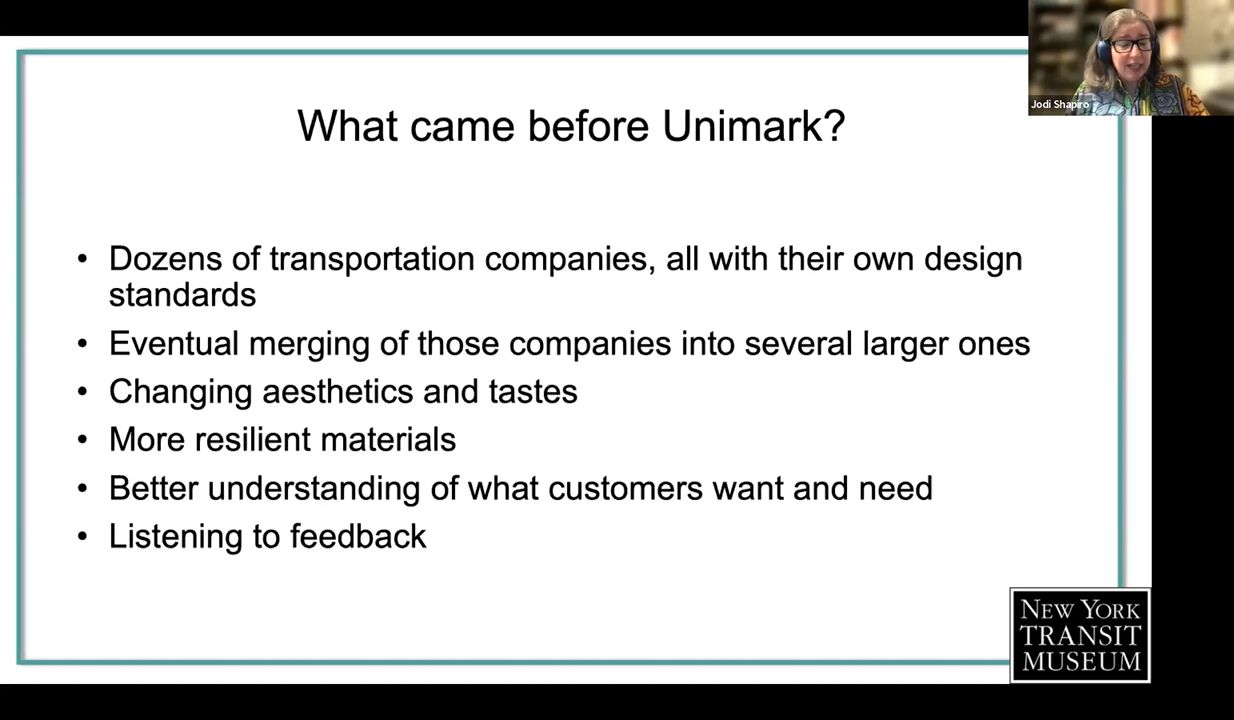 Jodi Shapiro
What came before Unimark?
• Dozens of transportation companies, all with their own design
standards
• Eventual merging of those companies into several larger ones
• Changing aesthetics and tastes
• More resilient materials
• Better understanding of what customers want and need
• Listening to feedback
NEW YORK
TRANSIT
MUSEUM